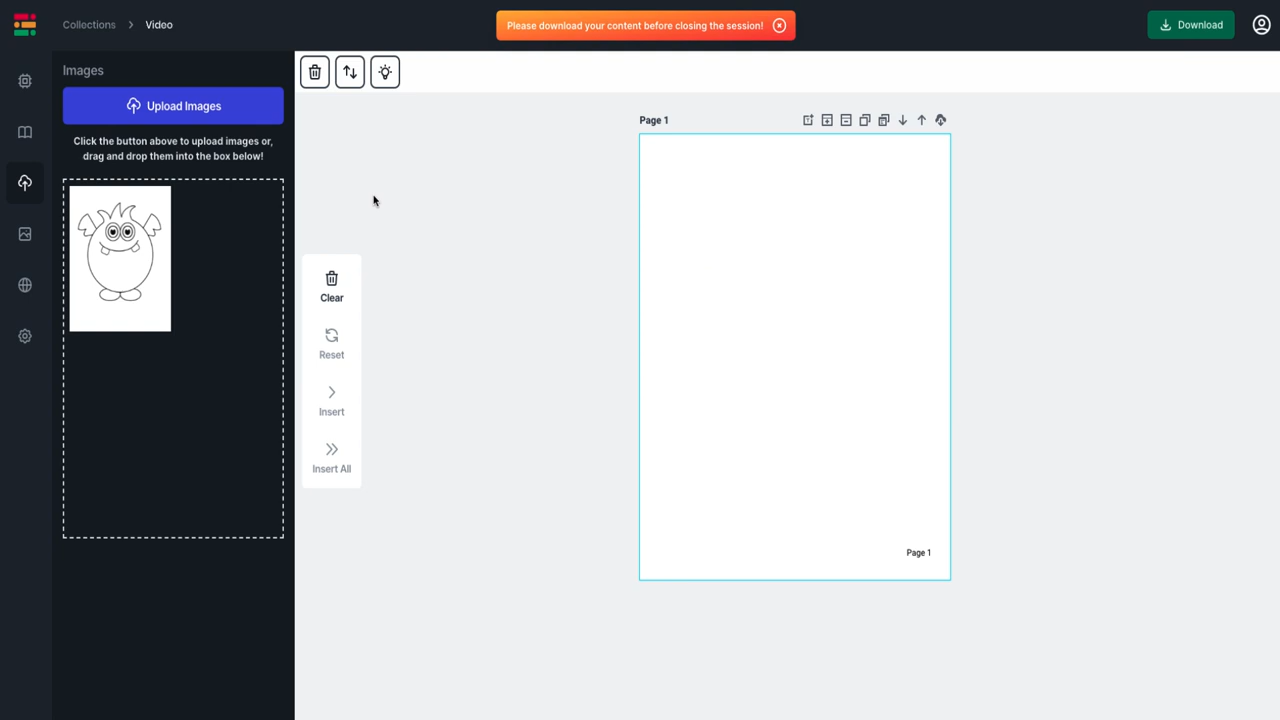 Collections > Video
Please download your content before closing the session!
Download
Images
Upload Images
Click the button above to upload images or,
drag and drop them into the box below!
Page 1
Clear
Reset
Insert
Insert All
Page 1